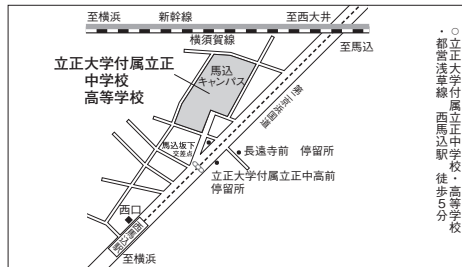 至横浜 新幹線 至西大井
横須賀線
至馬込
立正大学付属立正
中学校
高等学校
馬込
キャンパス
第二京浜国道
馬込坂下
交差点
長遠寺前 停留所
立正大学付属立正中高前
停留所
西口
西馬込駅
至横浜
○立正大学付属立正中学校・高等学校
・都営浅草線 西馬込駅 徒歩5分